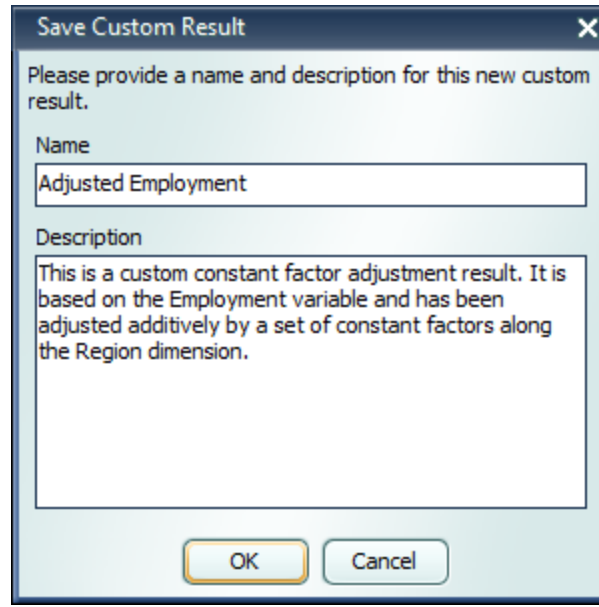 Save Custom Result
Please provide a name and description for this new custom
result.
Name
Adjusted Employment
Description
This is a custom constant factor adjustment result. It is
based on the Employment variable and has been
adjusted additively by a set of constant factors along
the Region dimension.
OK
Cancel